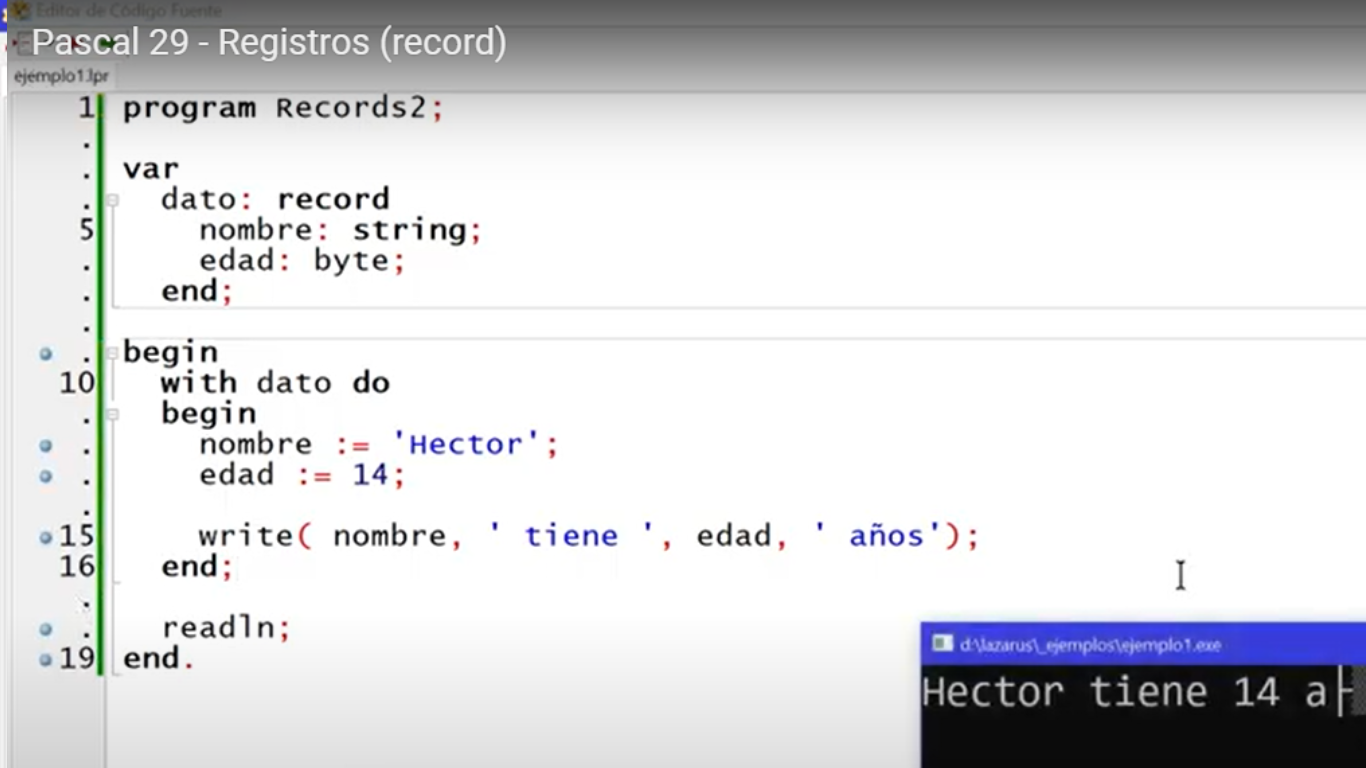 Editor de Código Fuente
Pascal 29 - Registros (record)
ejemplo1.lpr
1 program Records2;
.
. var
. dato: record
5 nombre: string;
. edad: byte;
. end;
.
. begin
10 with dato do
. begin
. nombre := 'Hector';
. edad := 14;
.
15 write( nombre, ' tiene ', edad, ' años');
16 end;
.
. readln;
19 end.
d:\lazarus\_ejemplos\ejemplo1.exe
Hector tiene 14 a